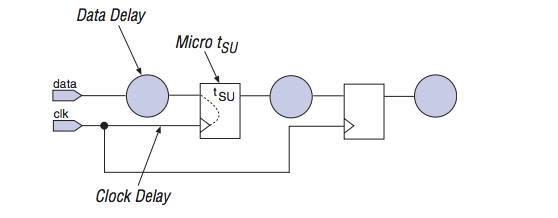 Data Delay
Micro tSU
data
tSU
clk
Clock Delay